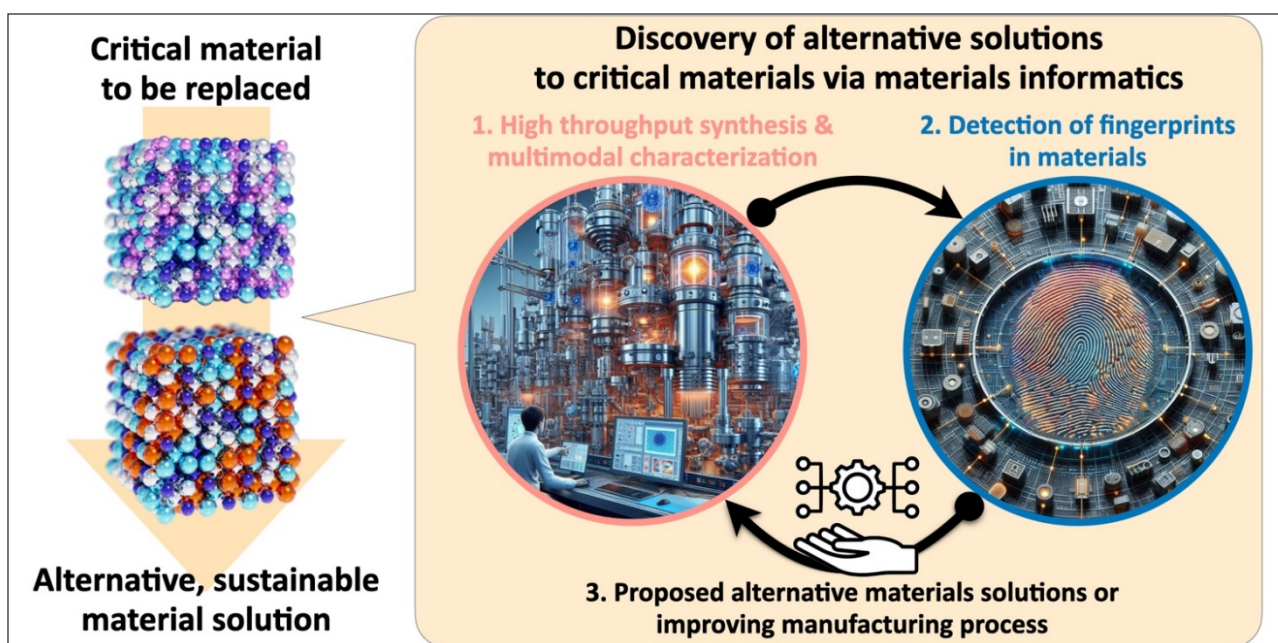 Critical material
to be replaced
Alternative, sustainable
material solution
Discovery of alternative solutions
to critical materials via materials informatics
1. High throughput synthesis &
multimodal characterization
2. Detection of fingerprints
in materials
3. Proposed alternative materials solutions or
improving manufacturing process